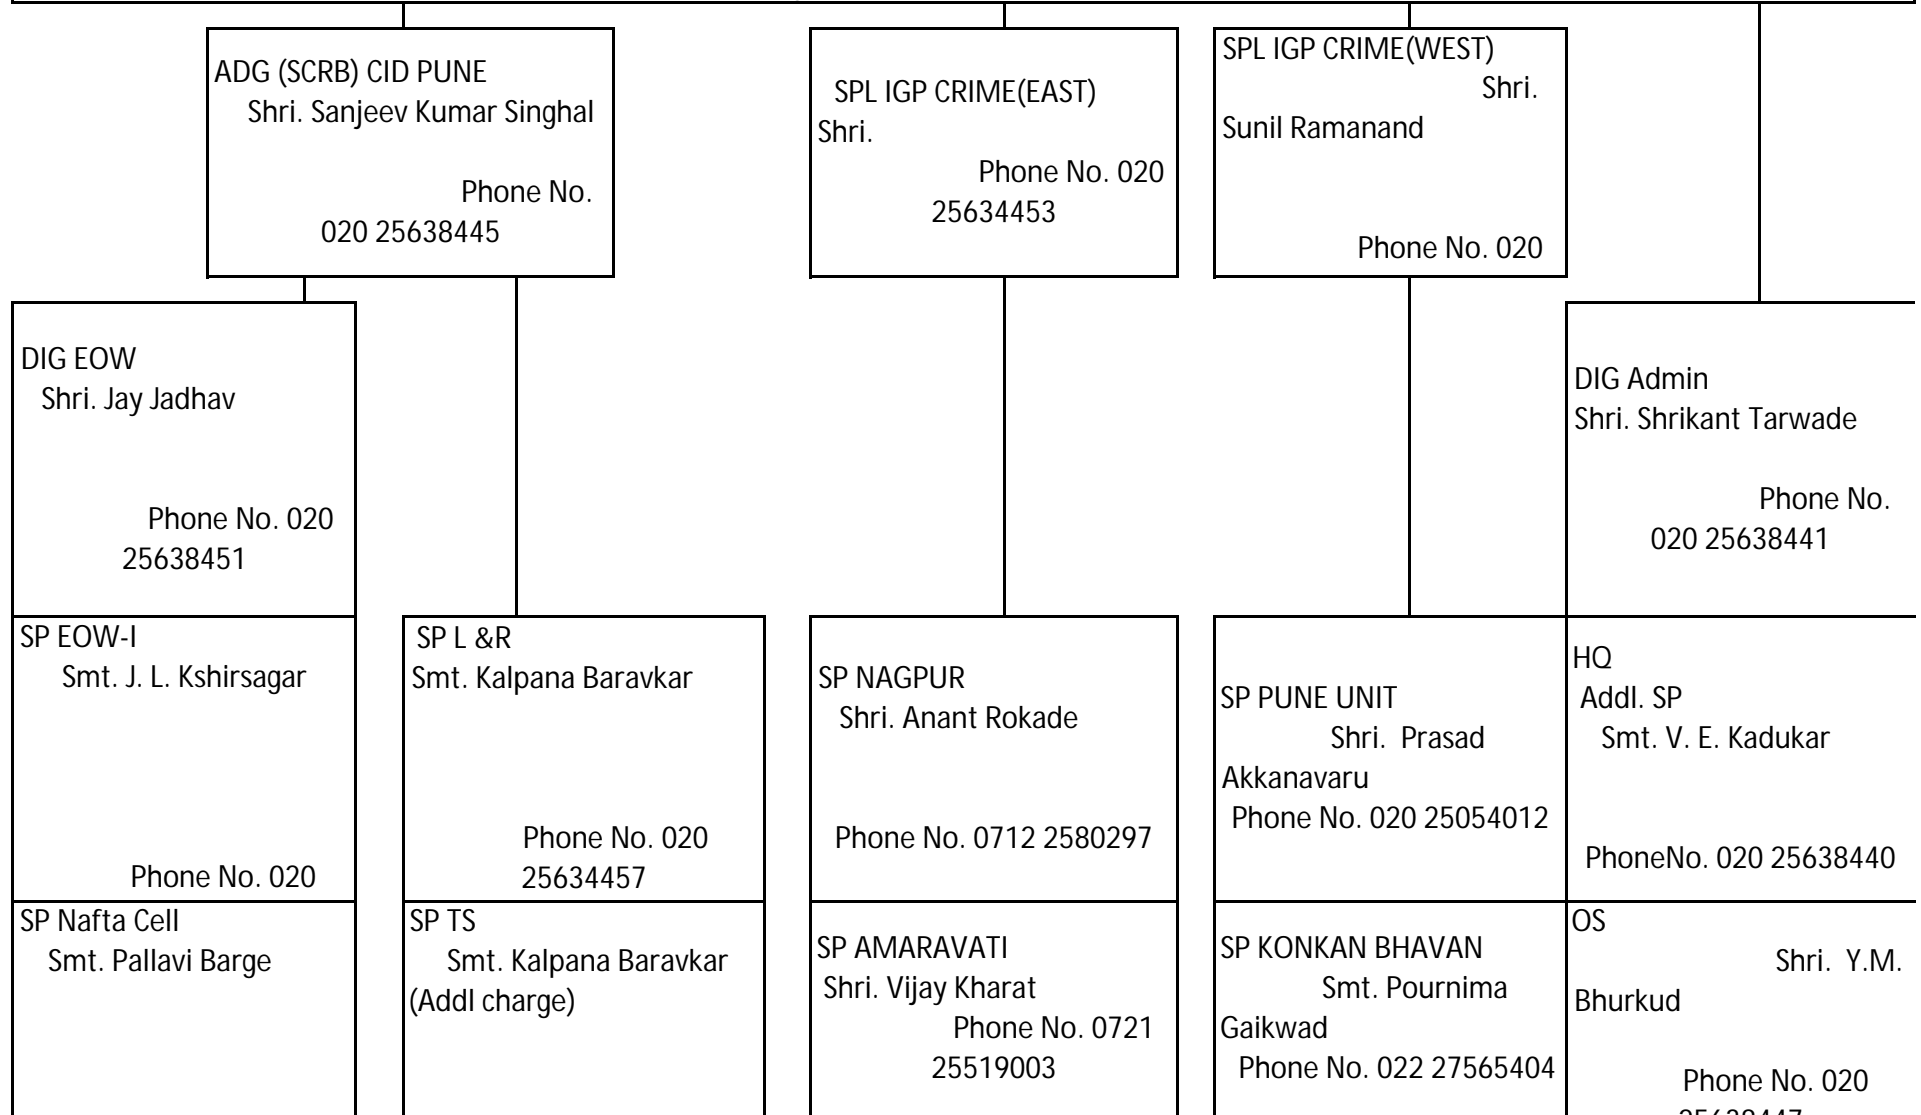 ADG (SCRB) CID PUNE
Shri. Sanjeev Kumar Singhal
Phone No.
020 25638445
SPL IGP CRIME(EAST)
Shri.
Phone No. 020
25634453
SPL IGP CRIME(WEST)
Shri.
Sunil Ramanand
Phone No. 020
DIG EOW
Shri. Jay Jadhav
Phone No. 020
25638451
DIG Admin
Shri. Shrikant Tarwade
Phone No.
020 25638441
SP EOW-I
Smt. J. L. Kshirsagar
Phone No. 020
SP L &R
Smt. Kalpana Baravkar
Phone No. 020
25634457
SP NAGPUR
Shri. Anant Rokade
Phone No. 0712 2580297
SP PUNE UNIT
Shri. Prasad
Akkanavaru
Phone No. 020 25054012
HQ
Addl. SP
Smt. V. E. Kadukar
PhoneNo. 020 25638440
SP Nafta Cell
Smt. Pallavi Barge
SP TS
Smt. Kalpana Baravkar
(Addl charge)
SP AMARAVATI
Shri. Vijay Kharat
Phone No. 0721
25519003
SP KONKAN BHAVAN
Smt. Pournima
Gaikwad
Phone No. 022 27565404
OS
Shri. Y.M.
Bhurkud
Phone No. 020